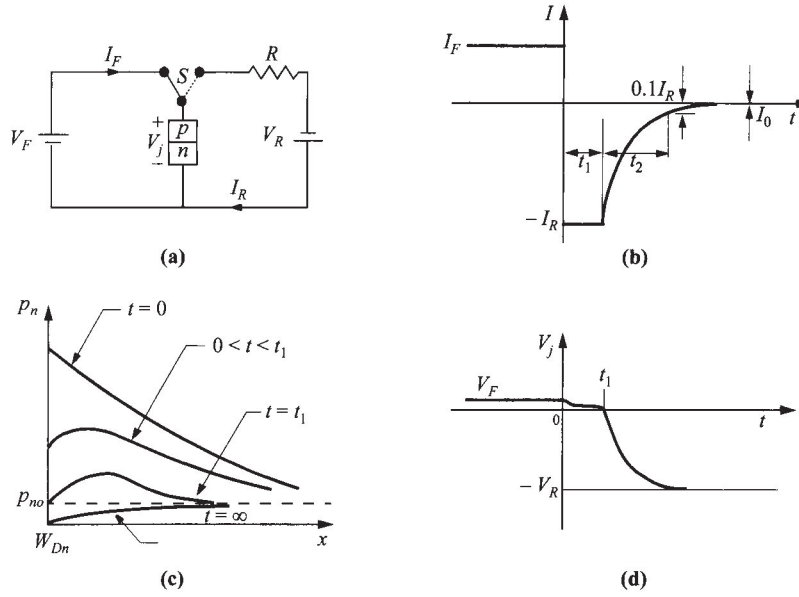 I_F
S
R
+
V_F
V_j
p
n
−
V_R
I_R
(a)
I
I_F
0.1I_R
t
I_0
t_1
t_2
− I_R
(b)
p_n
t = 0
0 < t < t_1
t = t_1
p_no
t = ∞
W_Dn
x
(c)
V_j
V_F
t_1
0
t
− V_R
(d)